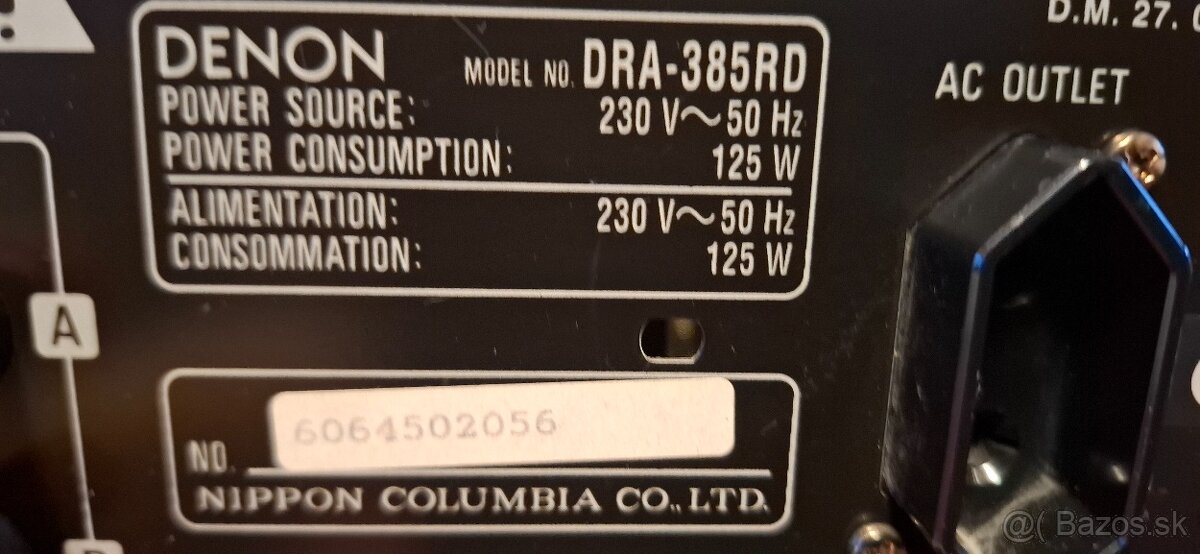 D.M. 27.
DENON MODEL NO. DRA-385RD
POWER SOURCE: 230 V～50 Hz
POWER CONSUMPTION: 125 W
ALIMENTATION: 230 V～50 Hz
CONSOMMATION: 125 W
AC OUTLET
A
NO. 6064502056
NIPPON COLUMBIA CO., LTD.
@( Bazos.sk